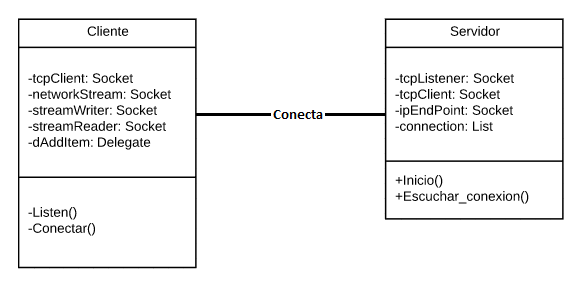 Cliente
-tcpClient: Socket
-networkStream: Socket
-streamWriter: Socket
-streamReader: Socket
-dAddItem: Delegate
-Listen()
-Conectar()
Conecta
Servidor
-tcpListener: Socket
-tcpClient: Socket
-ipEndPoint: Socket
-connection: List
+Inicio()
+Escuchar_conexion()